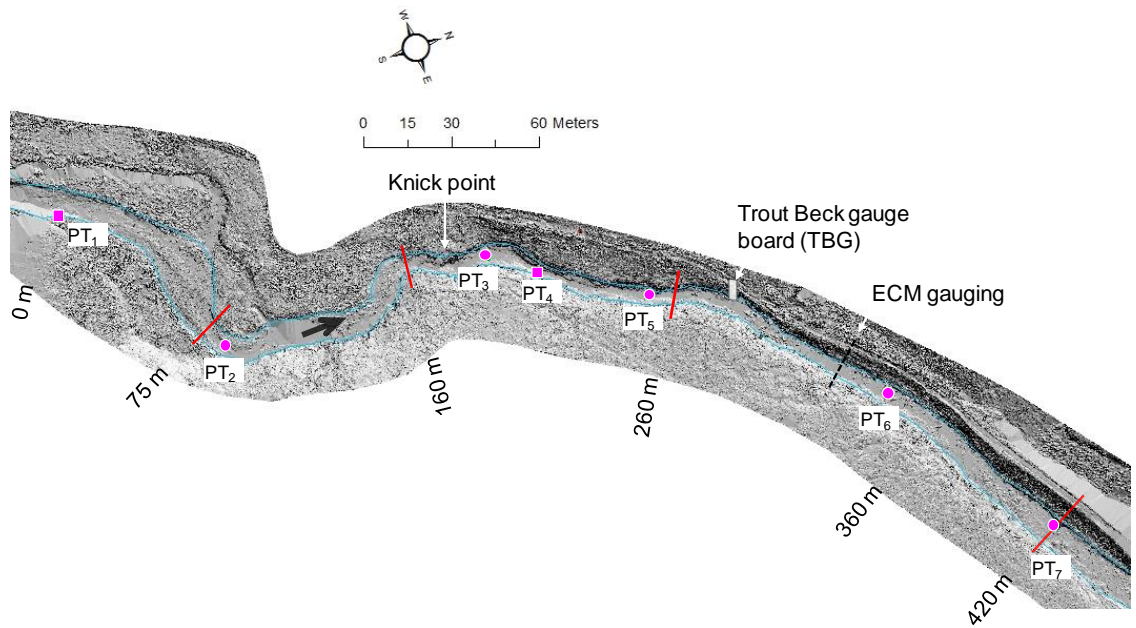 W
N
S
E
0 15 30 60 Meters
Knick point
Trout Beck gauge
board (TBG)
ECM gauging
PT₁
PT₂
PT₃
PT₄
PT₅
PT₆
PT₇
0 m
75 m
160 m
260 m
360 m
420 m